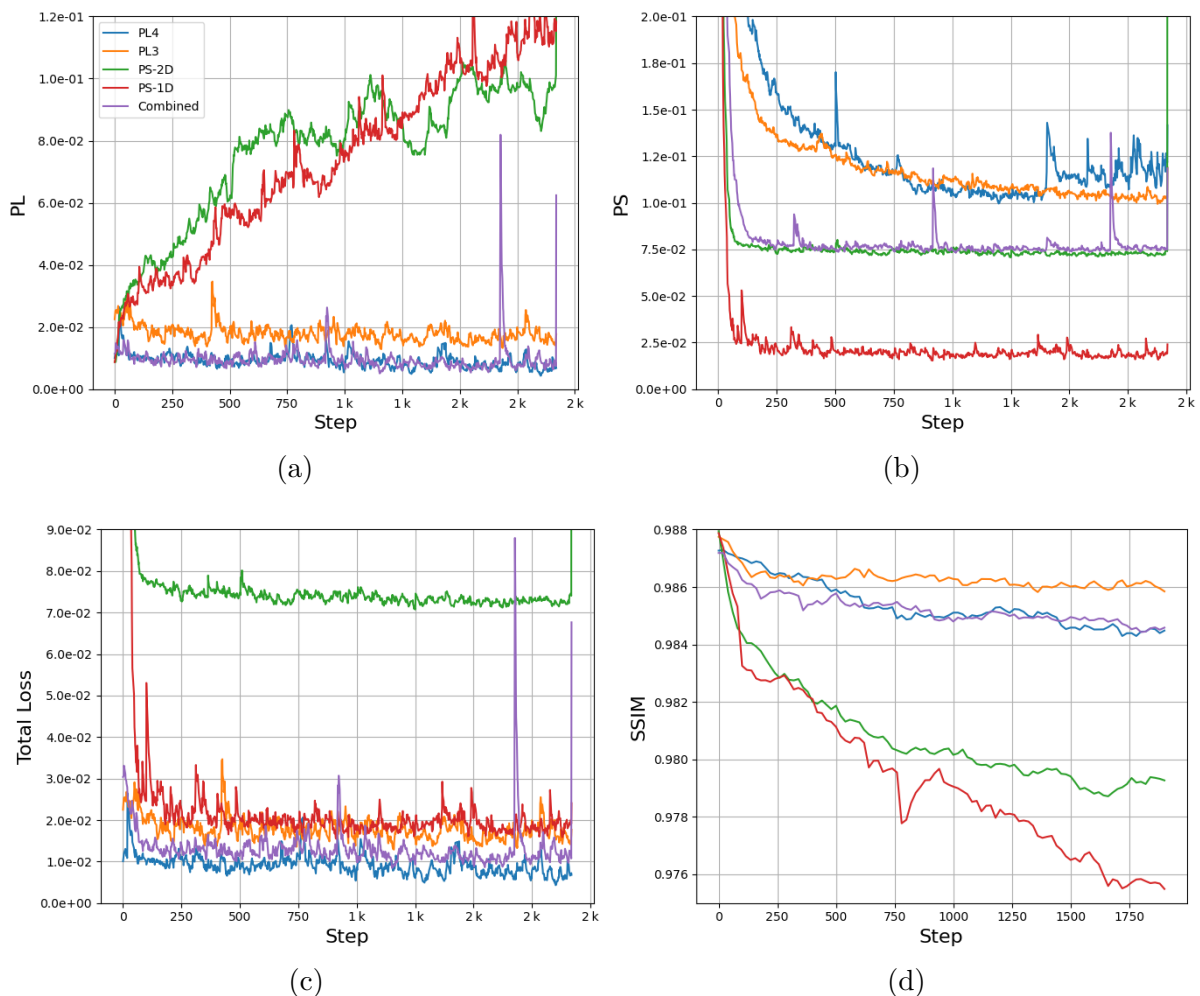 1.2e-01
1.0e-01
8.0e-02
6.0e-02
4.0e-02
2.0e-02
0.0e+00
PL
PL4
PL3
PS-2D
PS-1D
Combined
0 250 500 750 1 k 1 k 2 k 2 k 2 k
Step
(a)
2.0e-01
1.8e-01
1.5e-01
1.2e-01
1.0e-01
7.5e-02
5.0e-02
2.5e-02
0.0e+00
PS
0 250 500 750 1 k 1 k 2 k 2 k 2 k
Step
(b)
9.0e-02
8.0e-02
7.0e-02
6.0e-02
5.0e-02
4.0e-02
3.0e-02
2.0e-02
1.0e-02
0.0e+00
Total Loss
0 250 500 750 1 k 1 k 2 k 2 k 2 k
Step
(c)
0.988
0.986
0.984
0.982
0.980
0.978
0.976
SSIM
0 250 500 750 1000 1250 1500 1750
Step
(d)